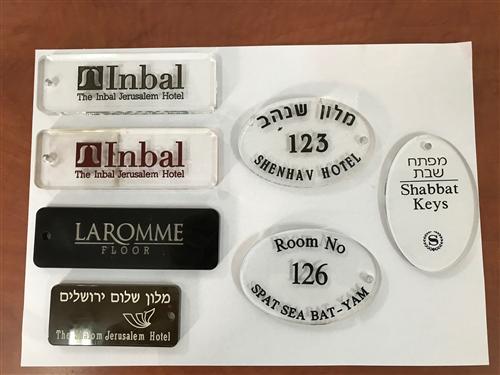 Inbal
The Inbal Jerusalem Hotel
Inbal
The Inbal Jerusalem Hotel
LAROMME
FLOOR
מלון שלום ירושלים
The Shalom Jerusalem Hotel
מלון שנהב
123
SHENHAV HOTEL
Room No
126
SPAT SEA BAT-YAM
מפתח
שבת
Shabbat
Keys
S